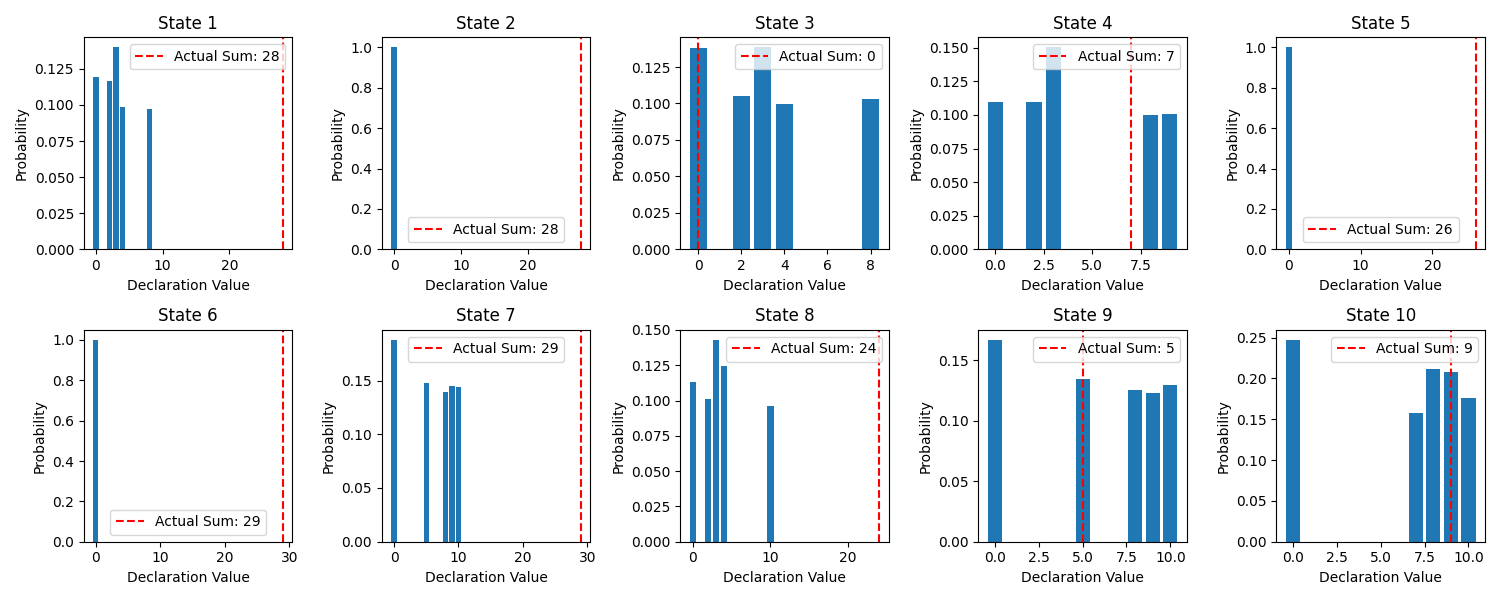 State 1
Probability
0.125
0.100
0.075
0.050
0.025
0.000
Actual Sum: 28
0 10 20
Declaration Value
State 2
Probability
1.0
0.8
0.6
0.4
0.2
0.0
Actual Sum: 28
0 10 20
Declaration Value
State 3
Probability
0.125
0.100
0.075
0.050
0.025
0.000
Actual Sum: 0
0 2 4 6 8
Declaration Value
State 4
Probability
0.150
0.125
0.100
0.075
0.050
0.025
0.000
Actual Sum: 7
0.0 2.5 5.0 7.5
Declaration Value
State 5
Probability
1.0
0.8
0.6
0.4
0.2
0.0
Actual Sum: 26
0 10 20
Declaration Value
State 6
Probability
1.0
0.8
0.6
0.4
0.2
0.0
Actual Sum: 29
0 10 20 30
Declaration Value
State 7
Probability
0.15
0.10
0.05
0.00
Actual Sum: 29
0 10 20 30
Declaration Value
State 8
Probability
0.150
0.125
0.100
0.075
0.050
0.025
0.000
Actual Sum: 24
0 10 20
Declaration Value
State 9
Probability
0.15
0.10
0.05
0.00
Actual Sum: 5
0.0 2.5 5.0 7.5 10.0
Declaration Value
State 10
Probability
0.25
0.20
0.15
0.10
0.05
0.00
Actual Sum: 9
0.0 2.5 5.0 7.5 10.0
Declaration Value